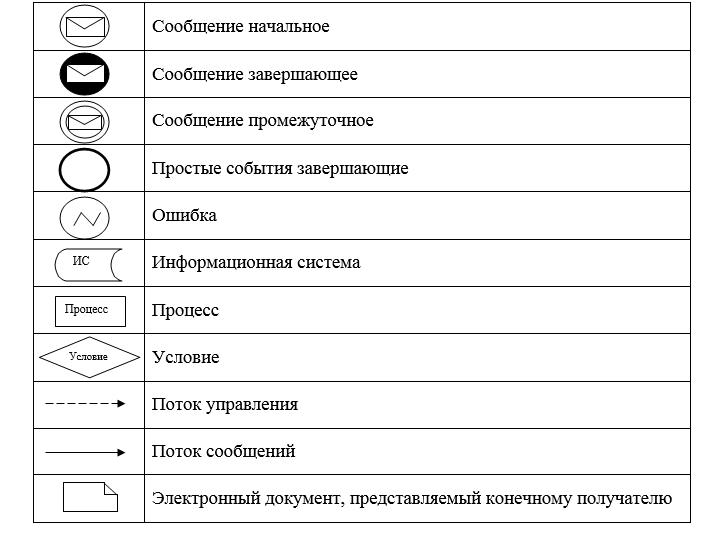 Сообщение начальное
Сообщение завершающее
Сообщение промежуточное
Простые события завершающие
Ошибка
ИС
Информационная система
Процесс
Процесс
Условие
Условие
Поток управления
Поток сообщений
Электронный документ, представляемый конечному получателю